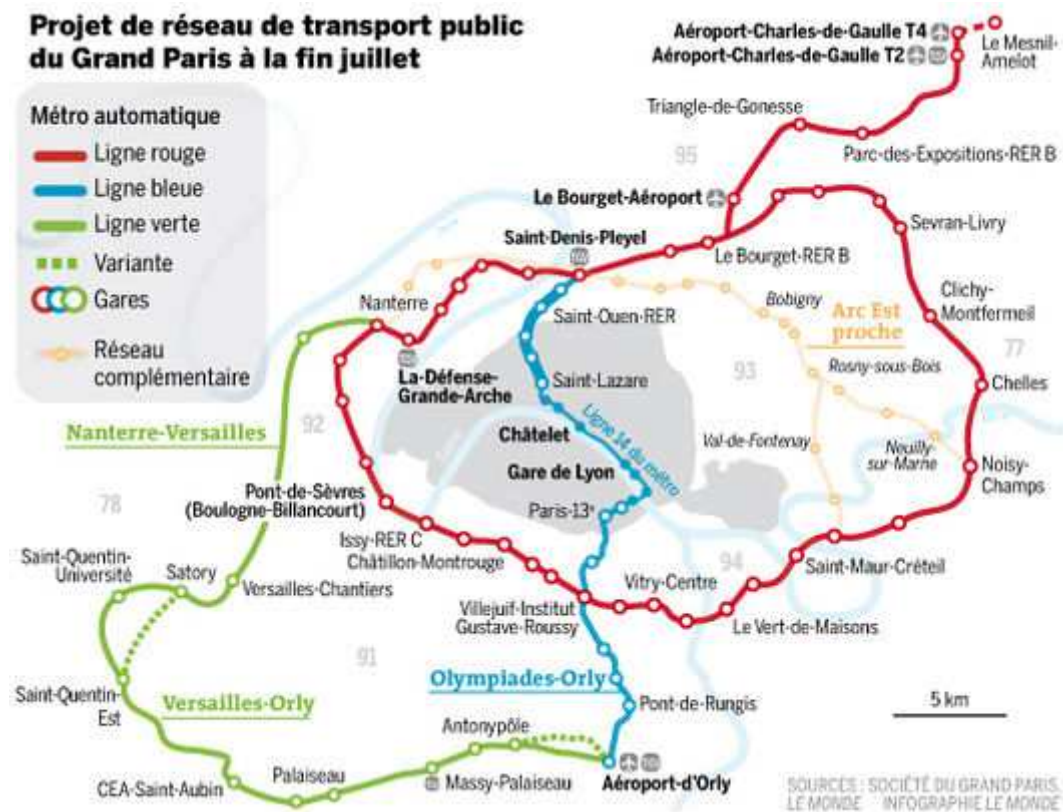 Projet de réseau de transport public
du Grand Paris à la fin juillet
Métro automatique
Ligne rouge
Ligne bleue
Ligne verte
Variante
Gares
Réseau
complémentaire
Aéroport-Charles-de-Gaulle T4
Aéroport-Charles-de-Gaulle T2
Le Mesnil-
Amelot
Triangle-de-Gonesse
Parc-des-Expositions-RER B
95
Le Bourget-Aéroport
Saint-Denis-Pleyel
Le Bourget-RER B
Sevran-Livry
Nanterre
Saint-Ouen-RER
Bobigny
Arc Est
proche
Clichy-
Montfermeil
77
La-Défense-
Grande-Arche
Saint-Lazare
93
Rosny-sous-Bois
Chelles
92
Nanterre-Versailles
Châtelet
Ligne 14 du métro
Gare de Lyon
Val-de-Fontenay
Neuilly-
sur-Marne
Noisy-
Champs
Pont-de-Sèvres
(Boulogne-Billancourt)
78
Paris-13e
Issy-RER C
Châtillon-Montrouge
94
Saint-Maur-Créteil
Saint-Quentin-
Université
Satory
Versailles-Chantiers
Vitry-Centre
Villejuif-Institut
Gustave-Roussy
Le Vert-de-Maisons
91
Saint-Quentin-
Est
Versailles-Orly
Olympiades-Orly
Pont-de-Rungis
5 km
Antonypôle
CEA-Saint-Aubin
Palaiseau
Massy-Palaiseau
Aéroport-d'Orly
SOURCES : SOCIÉTÉ DU GRAND PARIS,
LE MONDE INFOGRAPHIE LE MONDE